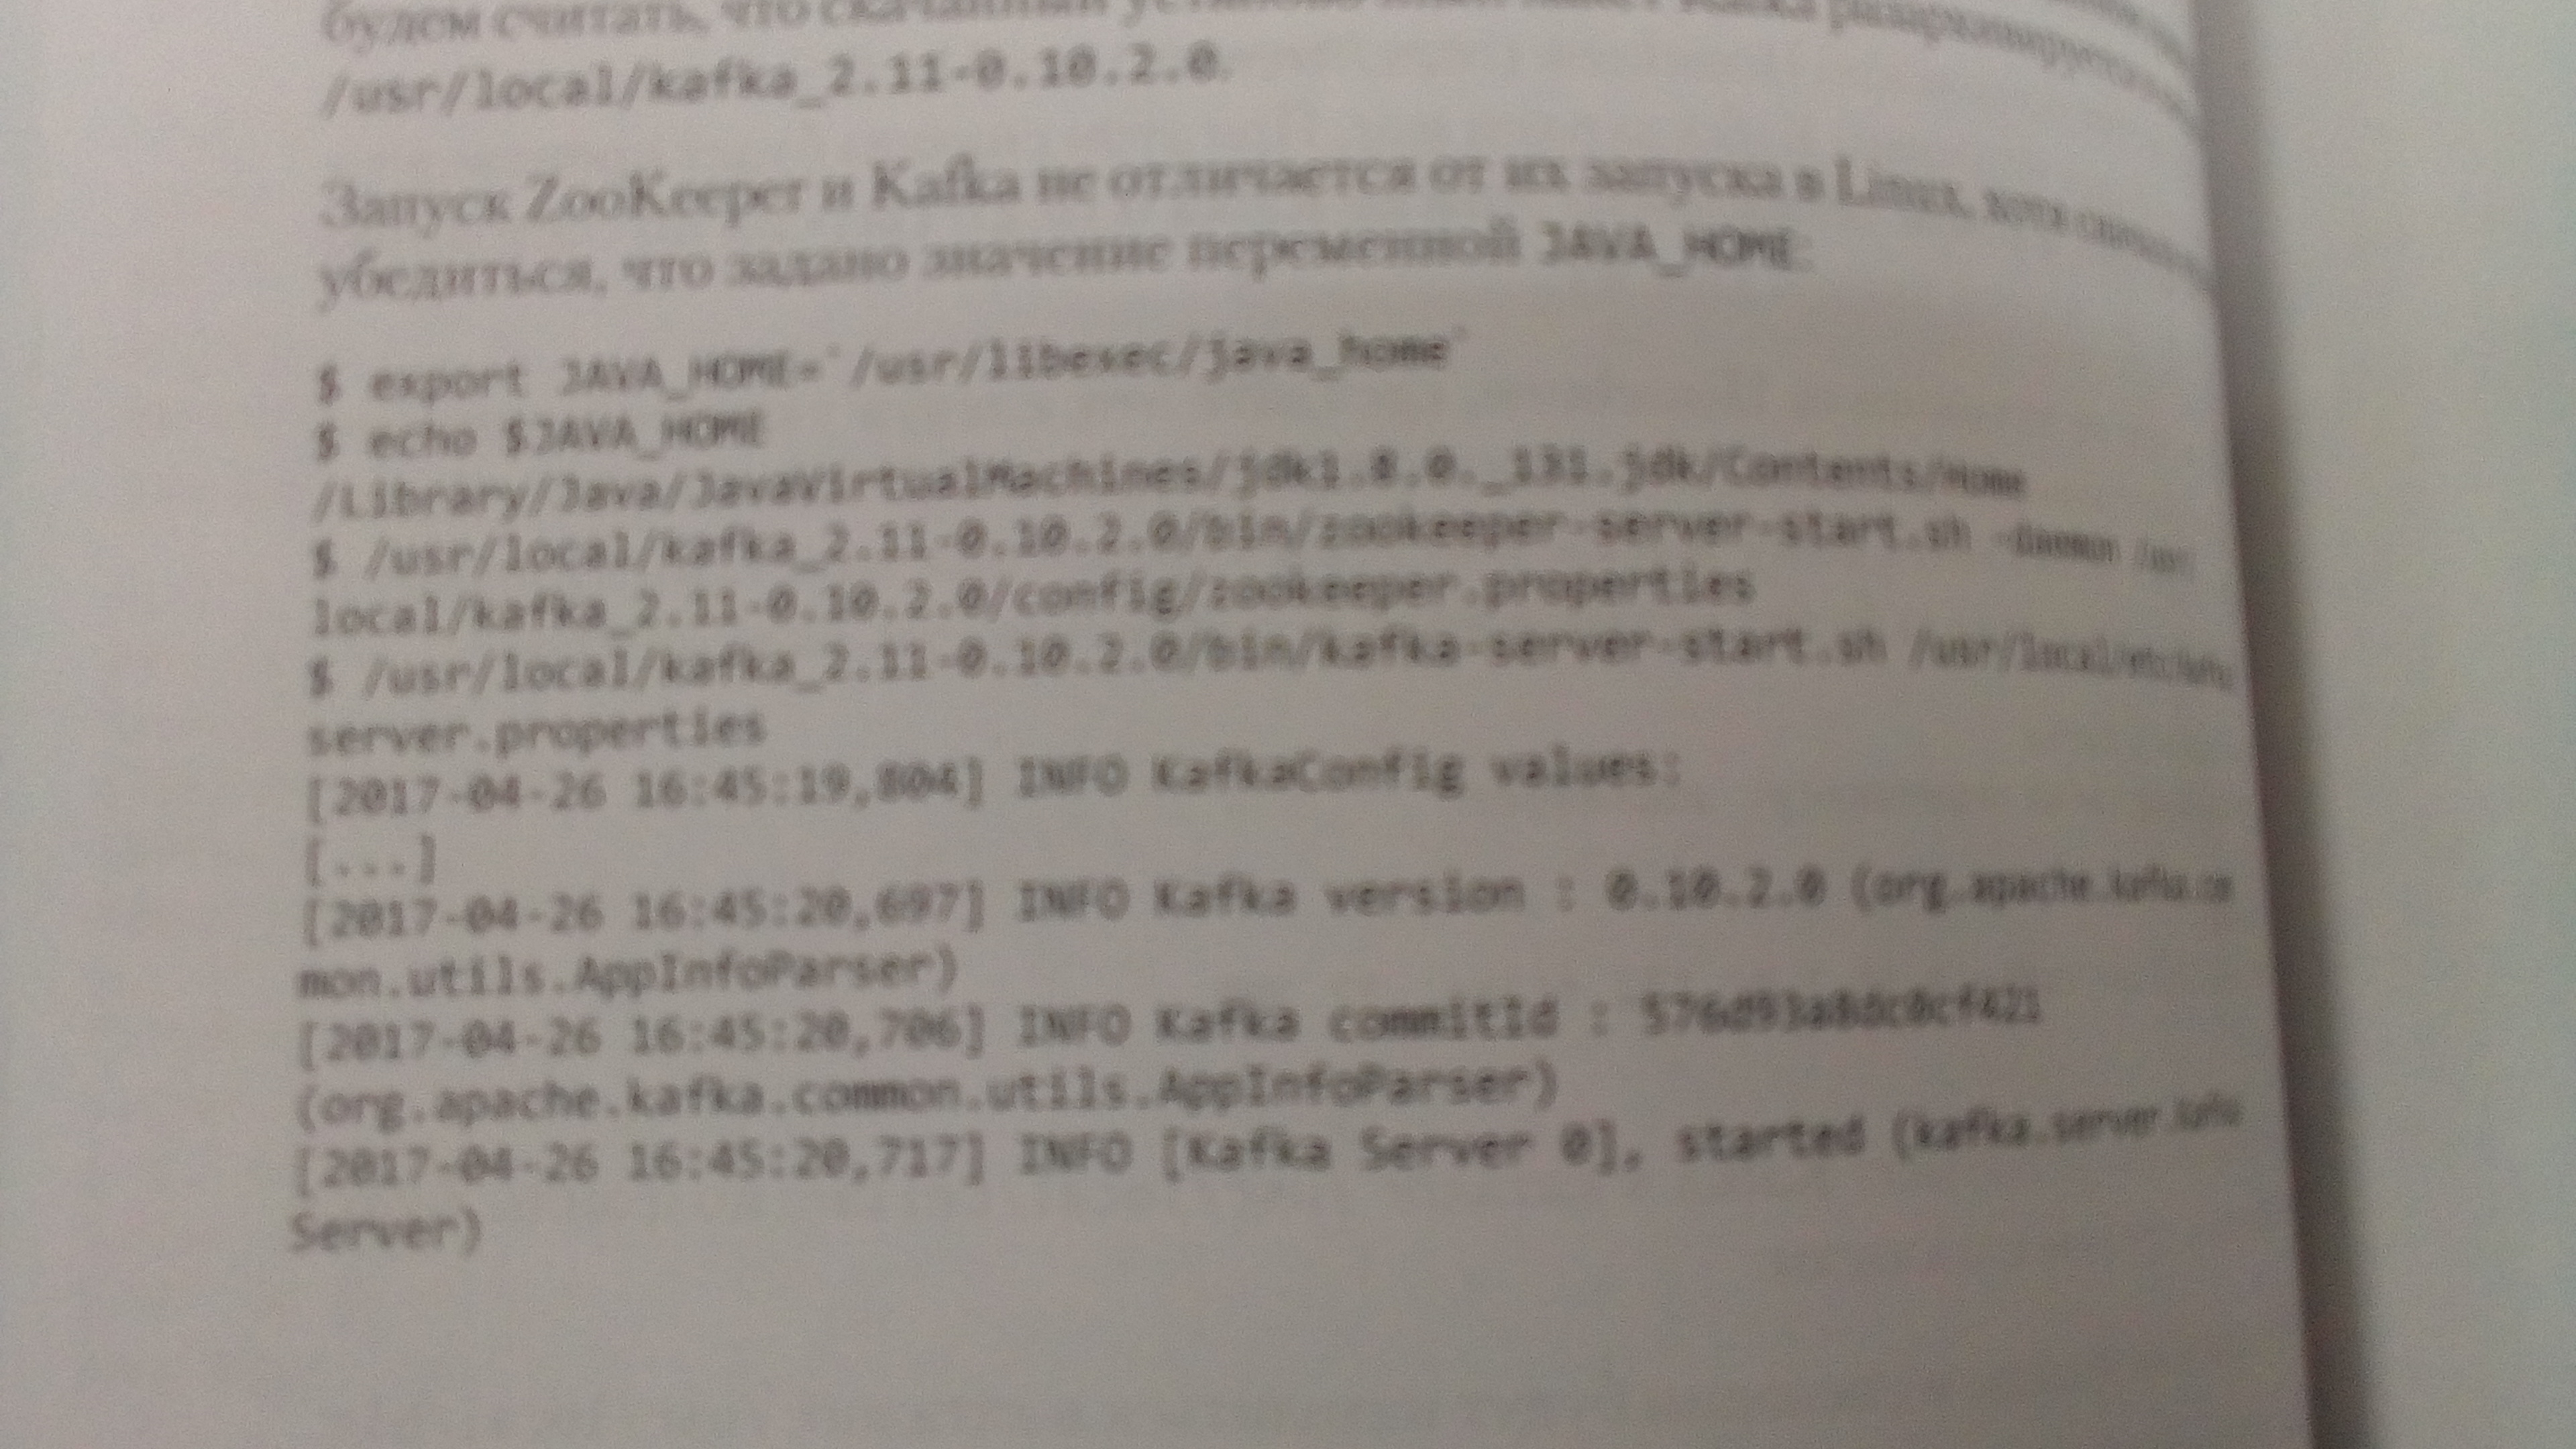 будем считать, что скачанный
/usr/local/kafka_2.11-0.10.2.0.
Запуск ZooKeeper и Kafka не отличается от их запуска в Linux, хотя
убедиться, что задано значение переменной JAVA_HOME:
$ export JAVA_HOME=`/usr/libexec/java_home`
$ echo $JAVA_HOME
/Library/Java/JavaVirtualMachines/jdk1.8.0._131.jdk/Contents/Home
$ /usr/local/kafka_2.11-0.10.2.0/bin/zookeeper-server-start.sh -daemon /usr/
local/kafka_2.11-0.10.2.0/config/zookeeper.properties
$ /usr/local/kafka_2.11-0.10.2.0/bin/kafka-server-start.sh /usr/local/etc/kafka/
server.properties
[2017-04-26 16:45:19,804] INFO KafkaConfig values:
[...]
[2017-04-26 16:45:20,697] INFO Kafka version : 0.10.2.0 (org.apache.kafka.com
mon.utils.AppInfoParser)
[2017-04-26 16:45:20,706] INFO Kafka commitId : 576d93a8dc0cf421
(org.apache.kafka.common.utils.AppInfoParser)
[2017-04-26 16:45:20,717] INFO [Kafka Server 0], started (kafka.server.Kafka
Server)